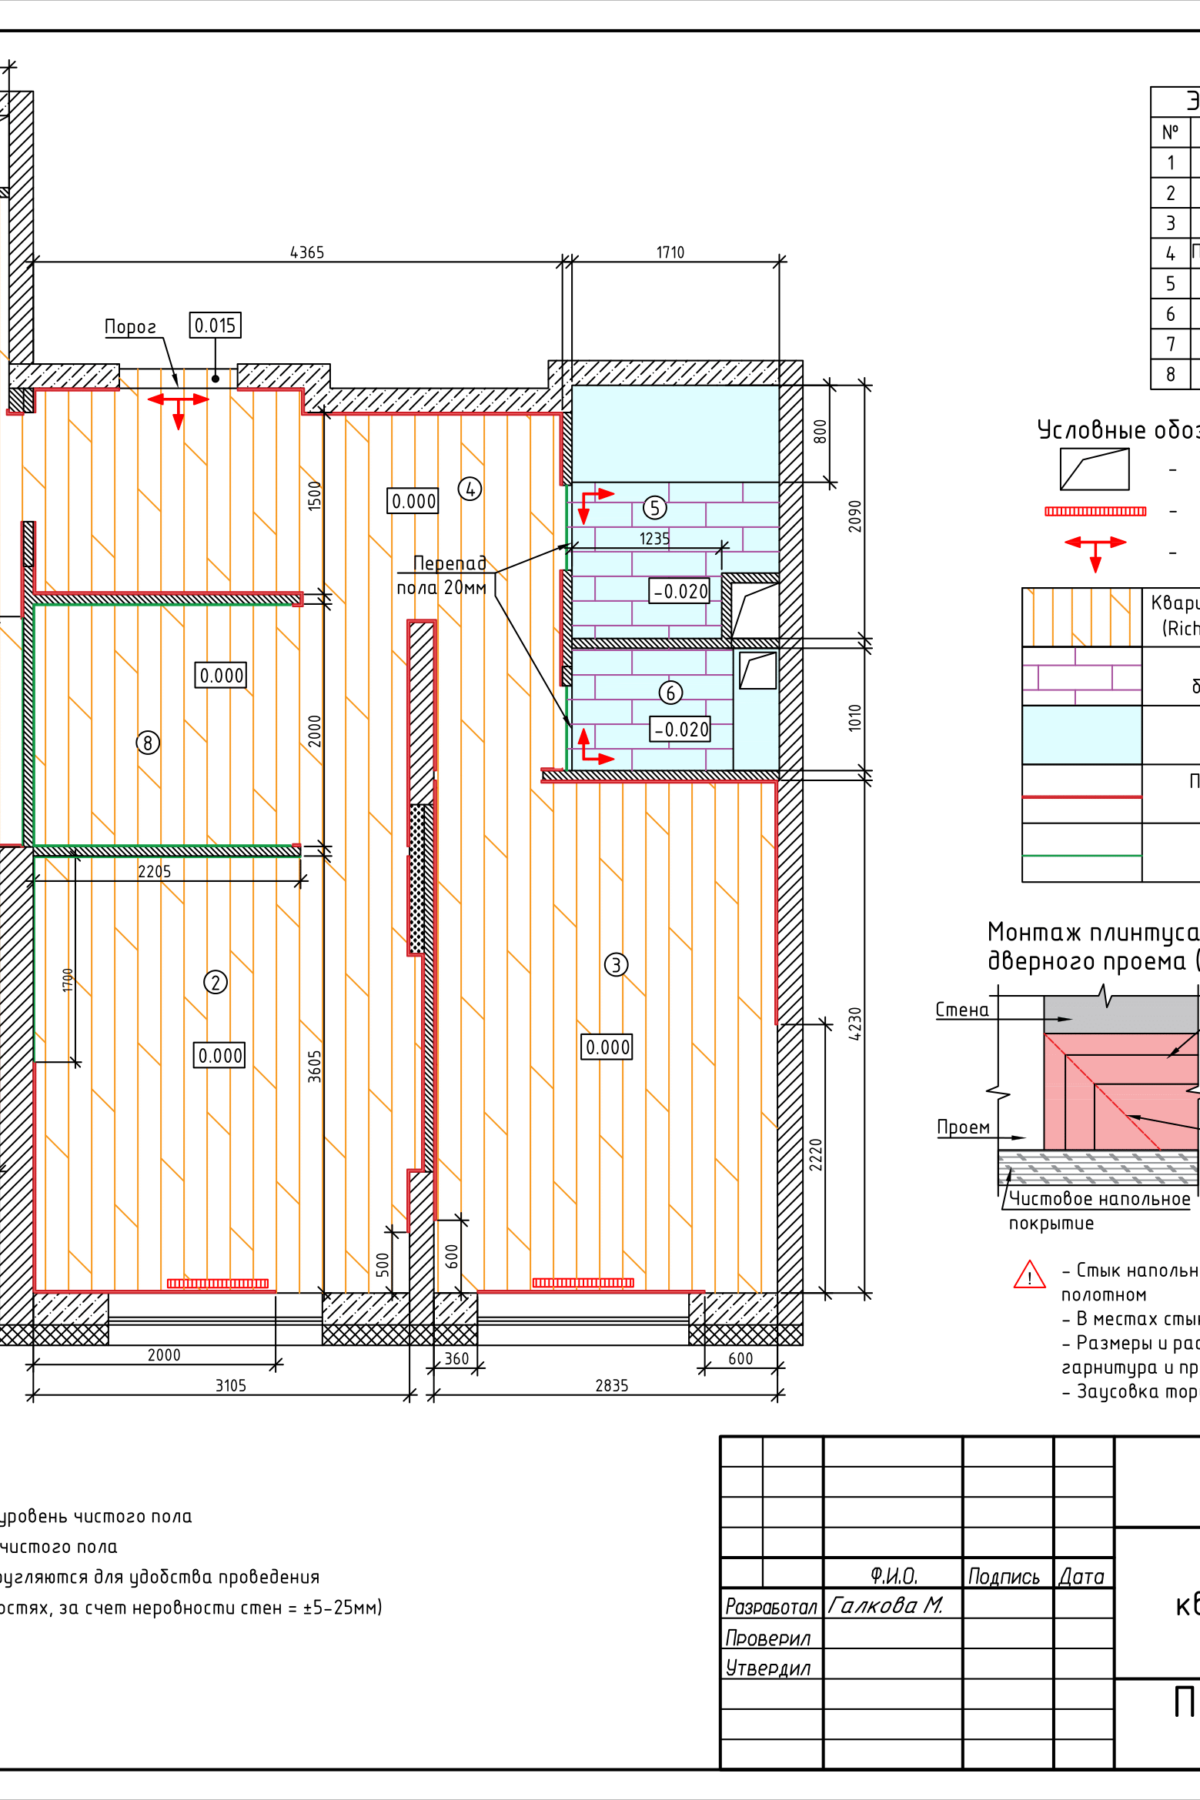 4365
1710
Порог
0.015
800
1500
4
0.000
5
2090
1235
Перепад
пола 20мм
-0.020
0.000
6
-0.020
1010
8
2000
2205
1700
2
0.000
3605
3
0.000
4230
2220
500
600
2000
3105
360
600
2835
Э
№
1
2
3
4 П
5
6
7
8
Условные обоз
-
-
-
Квари
(Rich
δ
П
Монтаж плинтуса
дверного проема (
Стена
Проем
Чистовое напольное
покрытие
!
- Стык напольн
полотном
- В местах стык
- Размеры и рас
гарнитура и пр
- Заусовка тор
уровень чистого пола
чистого пола
ругляются для удобства проведения
остях, за счет неровности стен = ±5-25мм)
Ф.И.О. Подпись Дата
Разработал Галкова М.
Проверил
Утвердил
кв
П